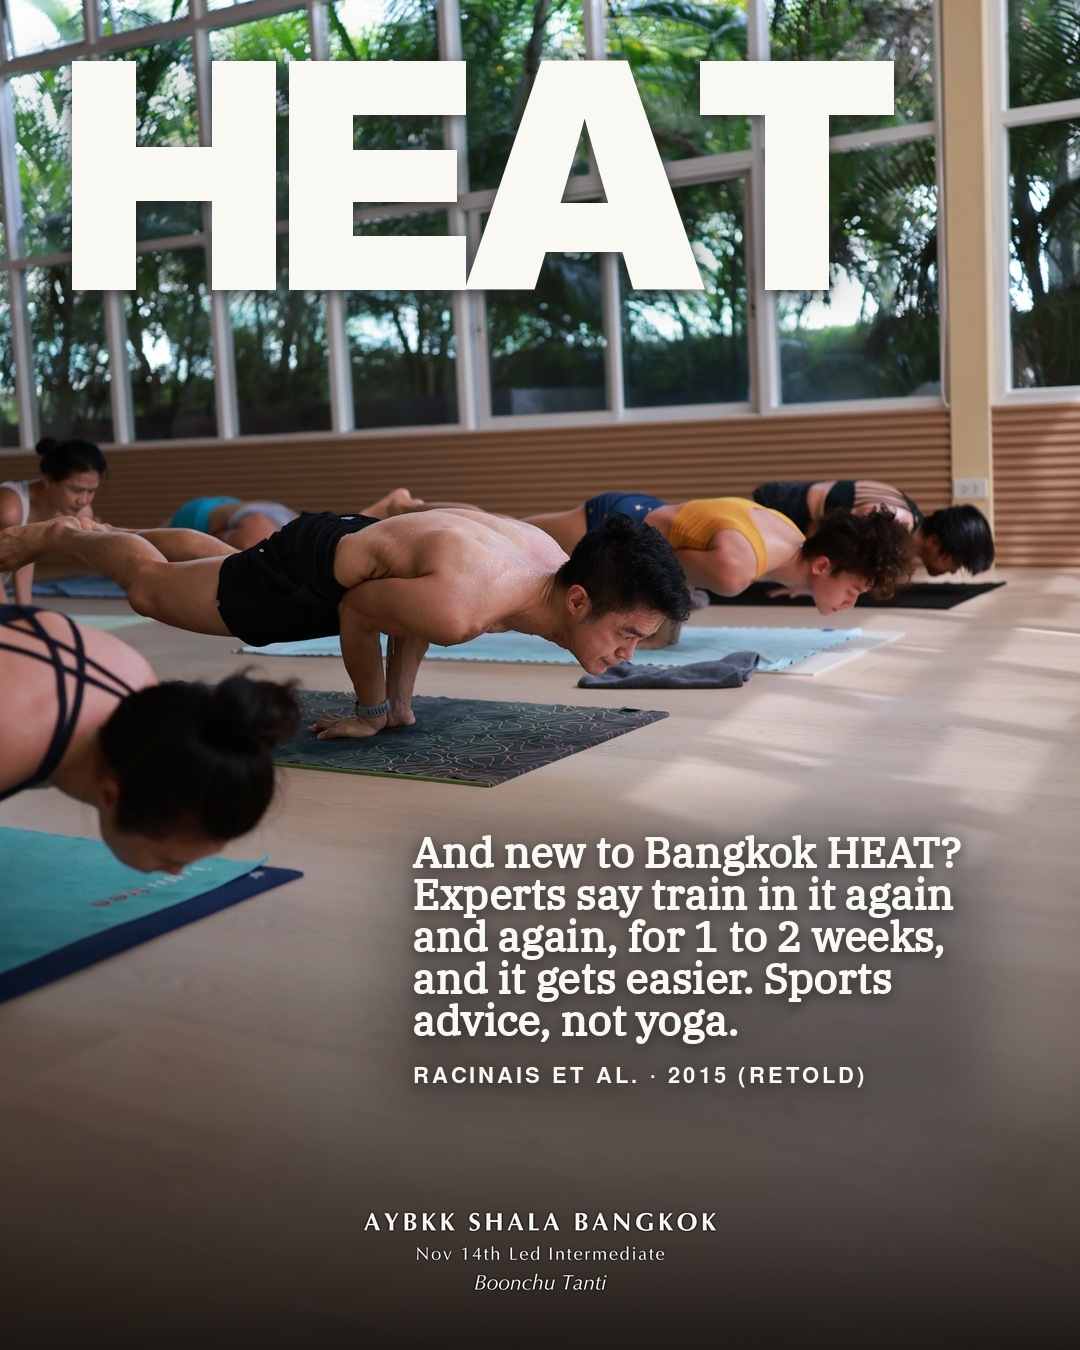 HEAT
And new to Bangkok HEAT?
Experts say train in it again
and again, for 1 to 2 weeks,
and it gets easier. Sports
advice, not yoga.
RACINAIS ET AL. · 2015 (RETOLD)
AYBKK SHALA BANGKOK
Nov 14th Led Intermediate
Boonchu Tanti